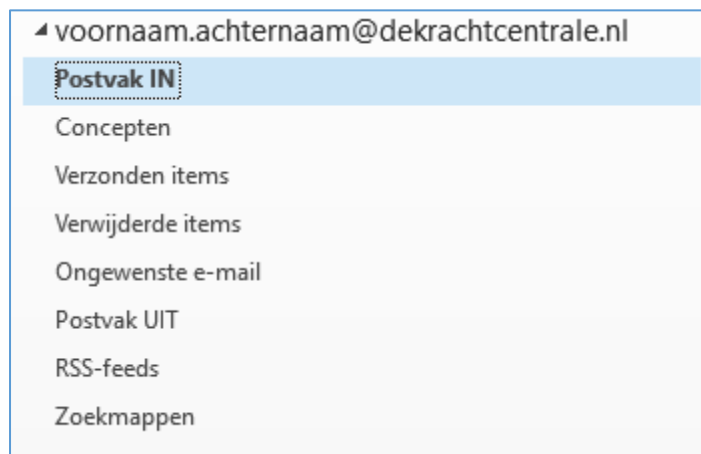 voornaam.achternaam@dekrachtcentrale.nl
Postvak IN
Concepten
Verzonden items
Verwijderde items
Ongewenste e-mail
Postvak UIT
RSS-feeds
Zoekmappen